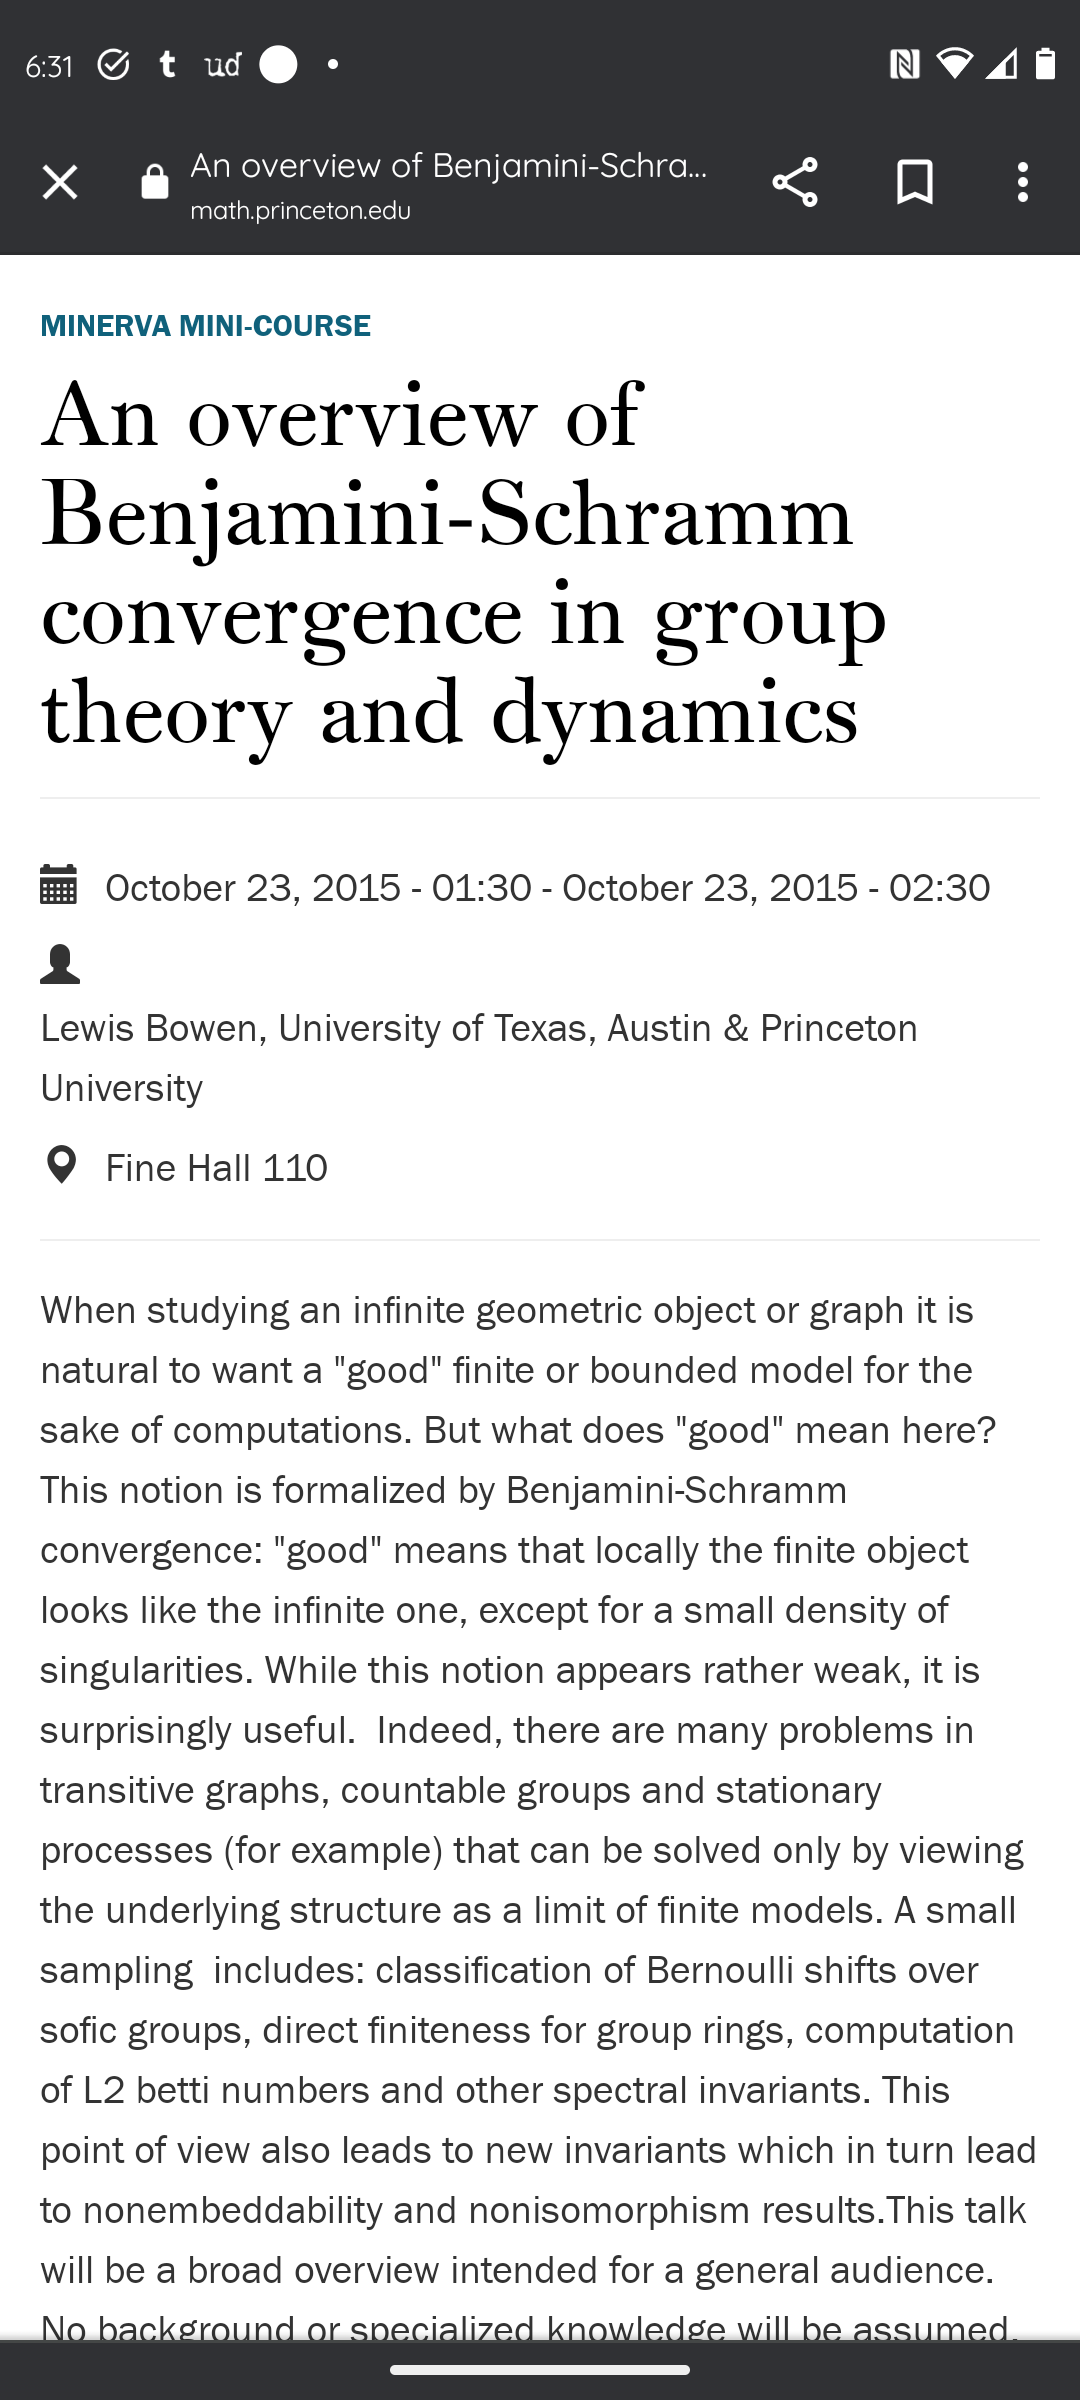 6:31 t ud
An overview of Benjamini-Schra...
math.princeton.edu
MINERVA MINI-COURSE
An overview of
Benjamini-Schramm
convergence in group
theory and dynamics
October 23, 2015 - 01:30 - October 23, 2015 - 02:30
Lewis Bowen, University of Texas, Austin & Princeton
University
Fine Hall 110
When studying an infinite geometric object or graph it is
natural to want a "good" finite or bounded model for the
sake of computations. But what does "good" mean here?
This notion is formalized by Benjamini-Schramm
convergence: "good" means that locally the finite object
looks like the infinite one, except for a small density of
singularities. While this notion appears rather weak, it is
surprisingly useful.  Indeed, there are many problems in
transitive graphs, countable groups and stationary
processes (for example) that can be solved only by viewing
the underlying structure as a limit of finite models. A small
sampling  includes: classification of Bernoulli shifts over
sofic groups, direct finiteness for group rings, computation
of L2 betti numbers and other spectral invariants. This
point of view also leads to new invariants which in turn lead
to nonembeddability and nonisomorphism results.This talk
will be a broad overview intended for a general audience.
No background or specialized knowledge will be assumed.